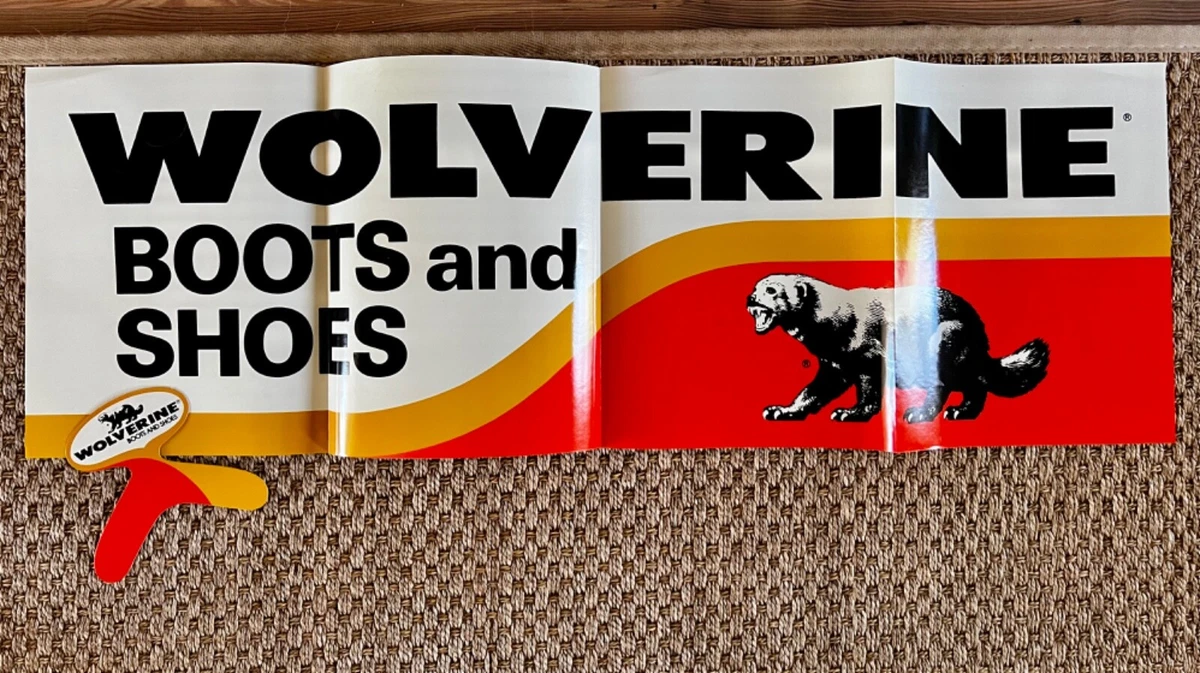 WOLVERINE®
BOOTS and
SHOES
®
WOLVERINE®
BOOTS AND SHOES